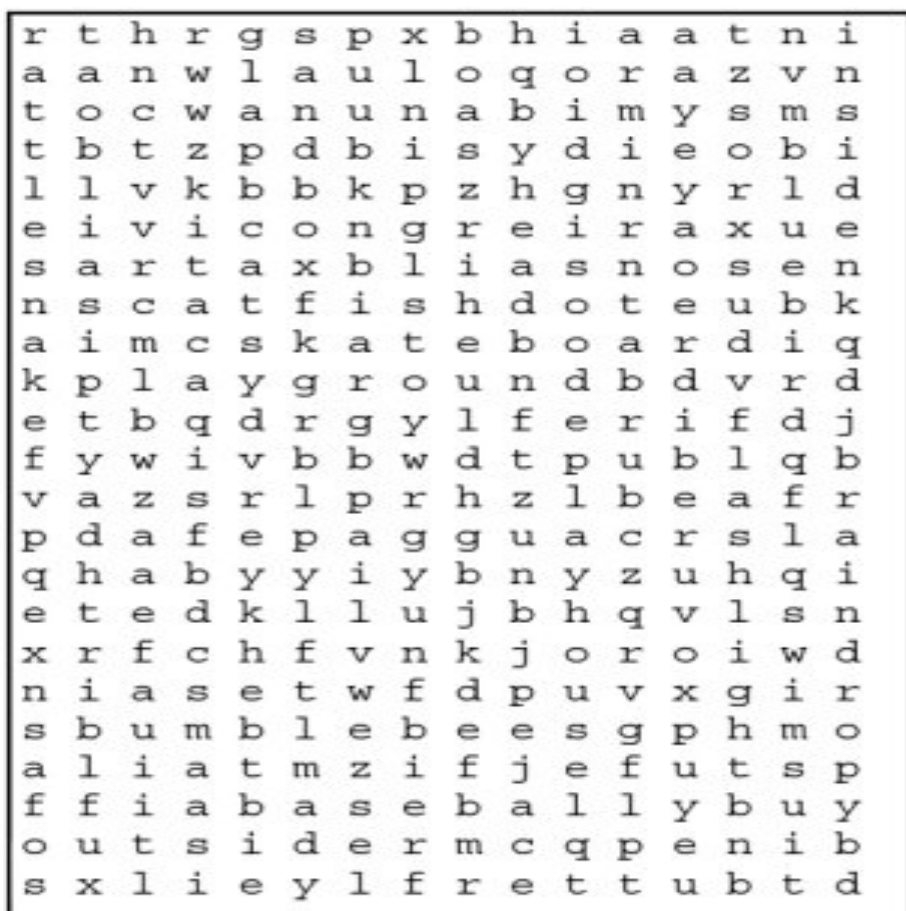 r t h r g s p x b h i a a t n i
a a n w l a u l o q o r a z v n
t o c w a n u n a b i m y s m s
t b t z p d b i s y d i e o b i
l l v k b b k p z h g n y r l d
e i v i c o n g r e i r a x u e
s a r t a x b l i a s n o s e n
n s c a t f i s h d o t e u b k
a i m c s k a t e b o a r d i q
k p l a y g r o u n d b d v r d
e t b q d r g y l f e r i f d j
f y w i v b b w d t p u b l q b
v a z s r l p r h z l b e a f r
p d a f e p a g g u a c r s l a
q h a b y y i y b n y z u h q i
e t e d k l l u j b h q v l s n
x r f c h f v n k j o r o i w d
n i a s e t w f d p u v x g i r
s b u m b l e b e e s g p h m o
a l i a t m z i f j e f u t s p
f f i a b a s e b a l l y b u y
o u t s i d e r m c q p e n i b
s x l i e y l f r e t t u b t d